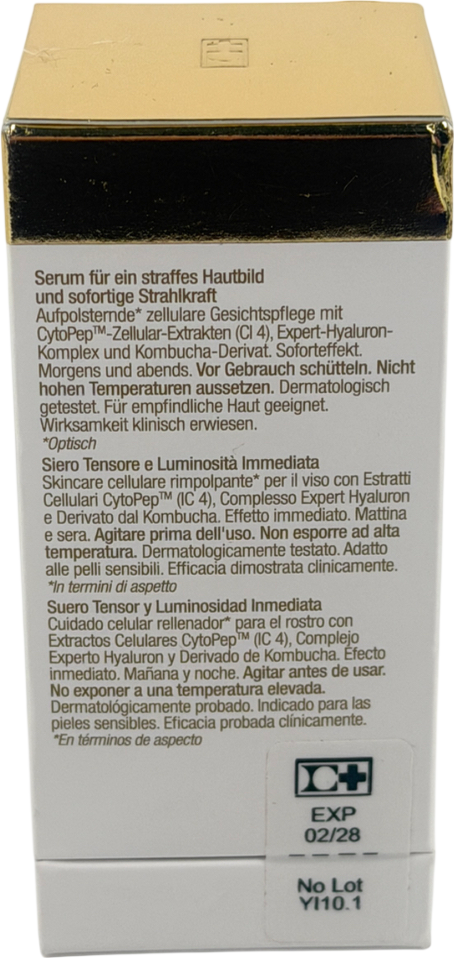 Serum für ein straffes Hautbild
und sofortige Strahlkraft
Aufpolsternde* zellulare Gesichtspflege mit
CytoPep™-Zellular-Extrakten (CI 4), Expert-Hyaluron-
Komplex und Kombucha-Derivat. Soforteffekt.
Morgens und abends. Vor Gebrauch schütteln. Nicht
hohen Temperaturen aussetzen. Dermatologisch
getestet. Für empfindliche Haut geeignet.
Wirksamkeit klinisch erwiesen.
*Optisch
Siero Tensore e Luminosità Immediata
Skincare cellulare rimpolpante* per il viso con Estratti
Cellulari CytoPep™ (IC 4), Complesso Expert Hyaluron
e Derivato dal Kombucha. Effetto immediato. Mattina
e sera. Agitare prima dell'uso. Non esporre ad alta
temperatura. Dermatologicamente testato. Adatto
alle pelli sensibili. Efficacia dimostrata clinicamente.
*In termini di aspetto
Suero Tensor y Luminosidad Inmediata
Cuidado celular rellenador* para el rostro con
Extractos Celulares CytoPep™ (IC 4), Complejo
Experto Hyaluron y Derivado de Kombucha. Efecto
inmediato. Mañana y noche. Agitar antes de usar.
No exponer a una temperatura elevada.
Dermatológicamente probado. Indicado para las
pieles sensibles. Eficacia probada clínicamente.
*En términos de aspecto
EXP
02/28
No Lot
YI10.1